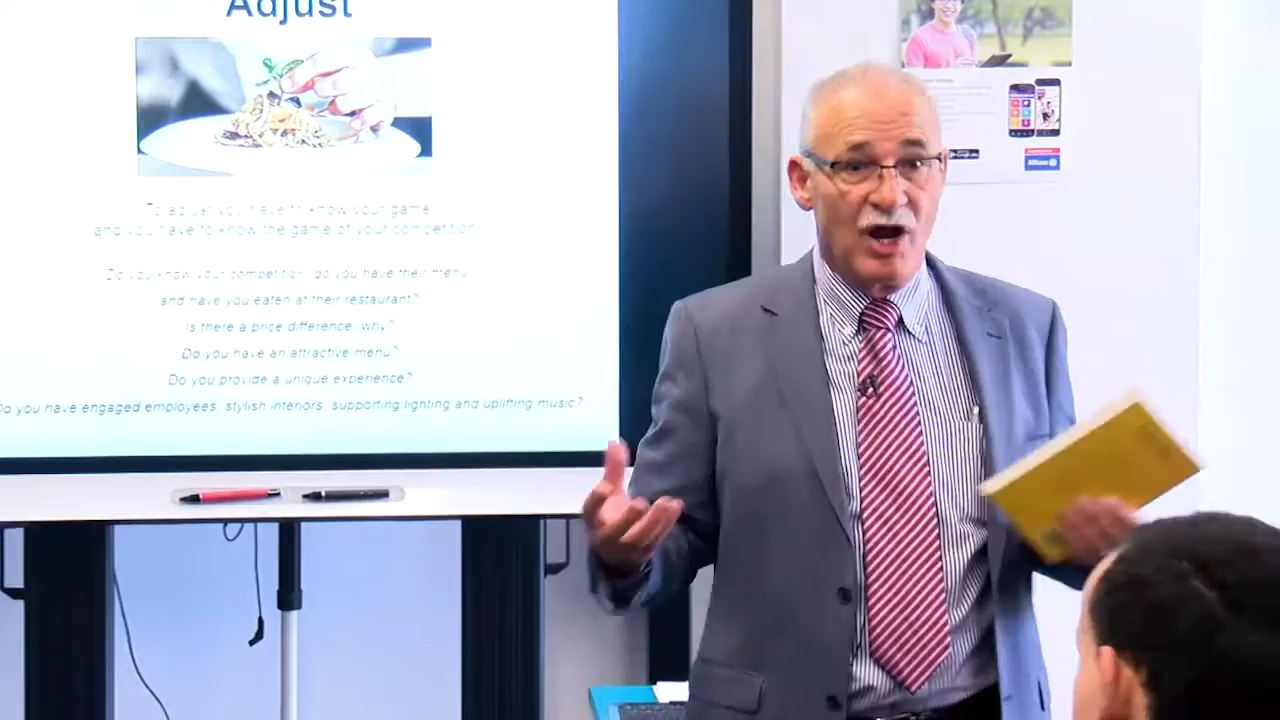 Adjust
To adjust you have to know your game
and you have to know the game of your competition
Do you know your competition, do you have their menu
and have you eaten at their restaurant?
Is there a price difference, why?
Do you have an attractive menu?
Do you provide a unique experience?
Do you have engaged employees, stylish interiors, supporting lighting and uplifting music?
Allianz